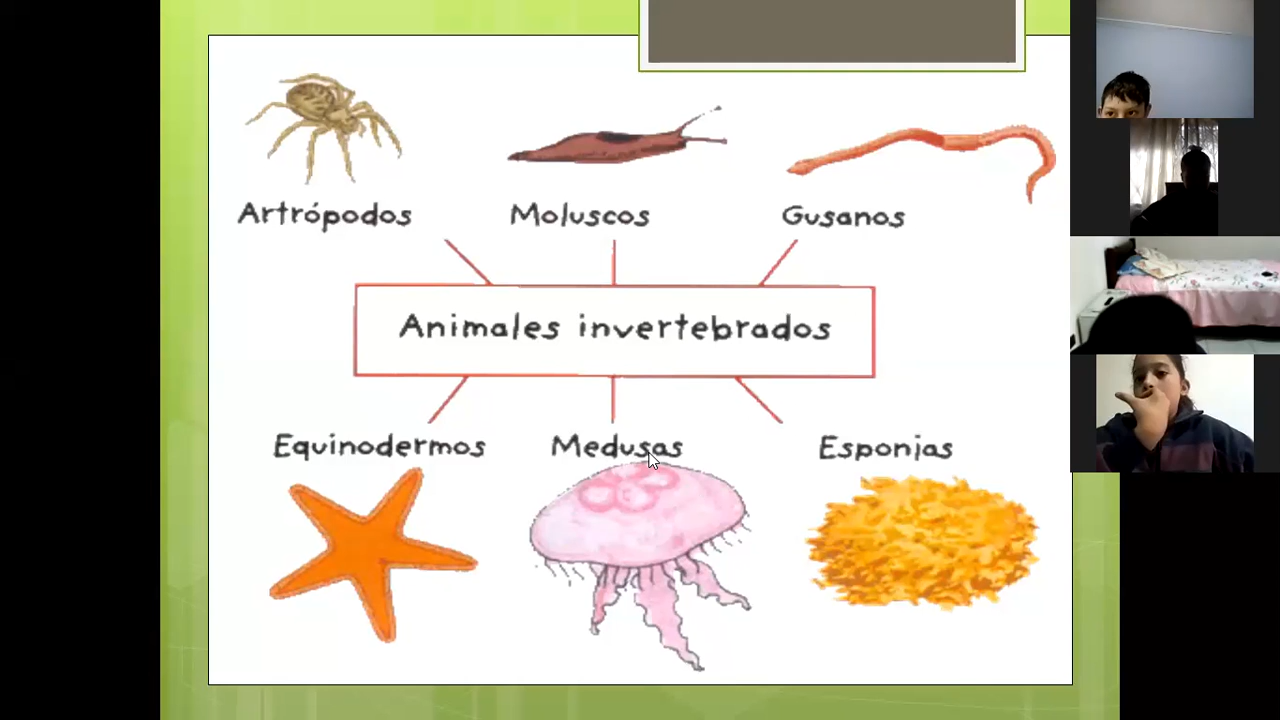 Artrópodos
Moluscos
Gusanos
Animales invertebrados
Equinodermos
Medusas
Esponjas